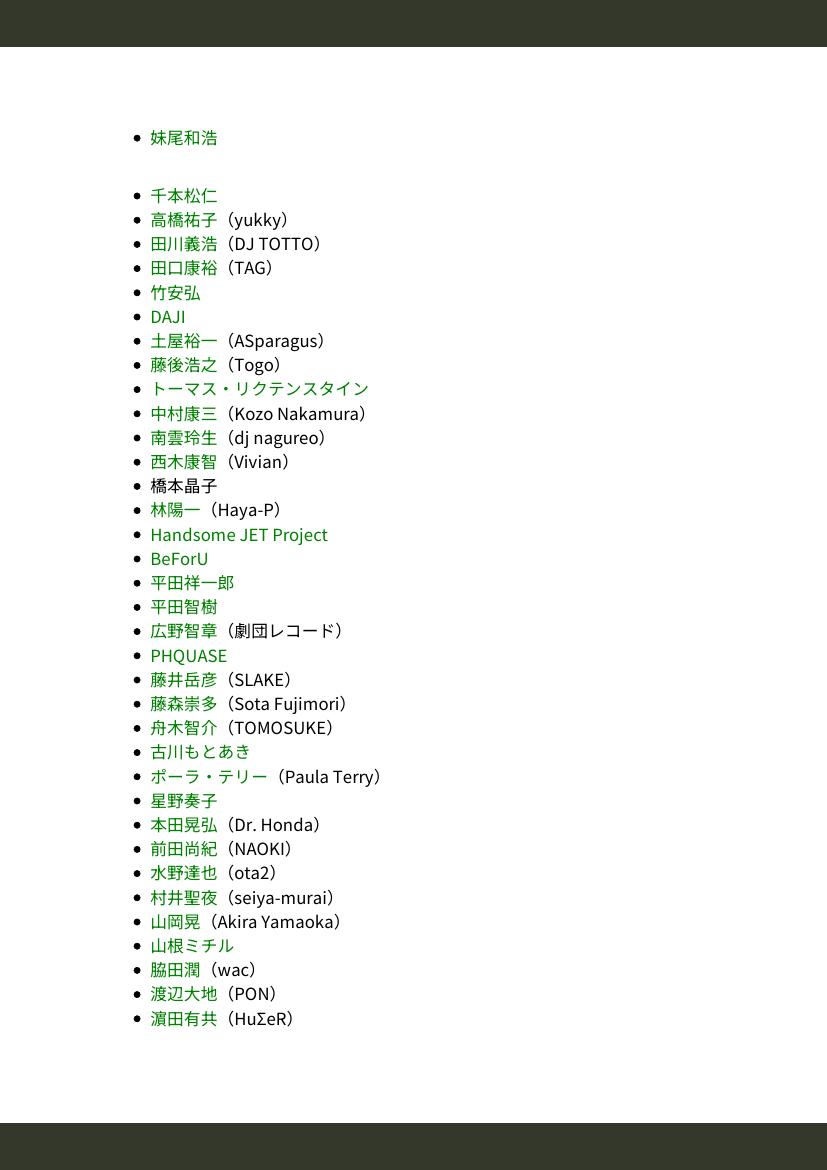 妹尾和浩
千本松仁
高橋祐子（yukky）
田川義浩（DJ TOTTO）
田口康裕（TAG）
竹安弘
DAJI
土屋裕一（ASparagus）
藤後浩之（Togo）
トーマス・リクテンスタイン
中村康三（Kozo Nakamura）
南雲玲生（dj nagureo）
西木康智（Vivian）
橋本晶子
林陽一（Haya-P）
Handsome JET Project
BeForU
平田祥一郎
平田智樹
広野智章（劇団レコード）
PHQUASE
藤井岳彦（SLAKE）
藤森崇多（Sota Fujimori）
舟木智介（TOMOSUKE）
古川もとあき
ポーラ・テリー（Paula Terry）
星野奏子
本田晃弘（Dr. Honda）
前田尚紀（NAOKI）
水野達也（ota2）
村井聖夜（seiya-murai）
山岡晃（Akira Yamaoka）
山根ミチル
脇田潤（wac）
渡辺大地（PON）
濵田有共（HuΣeR）